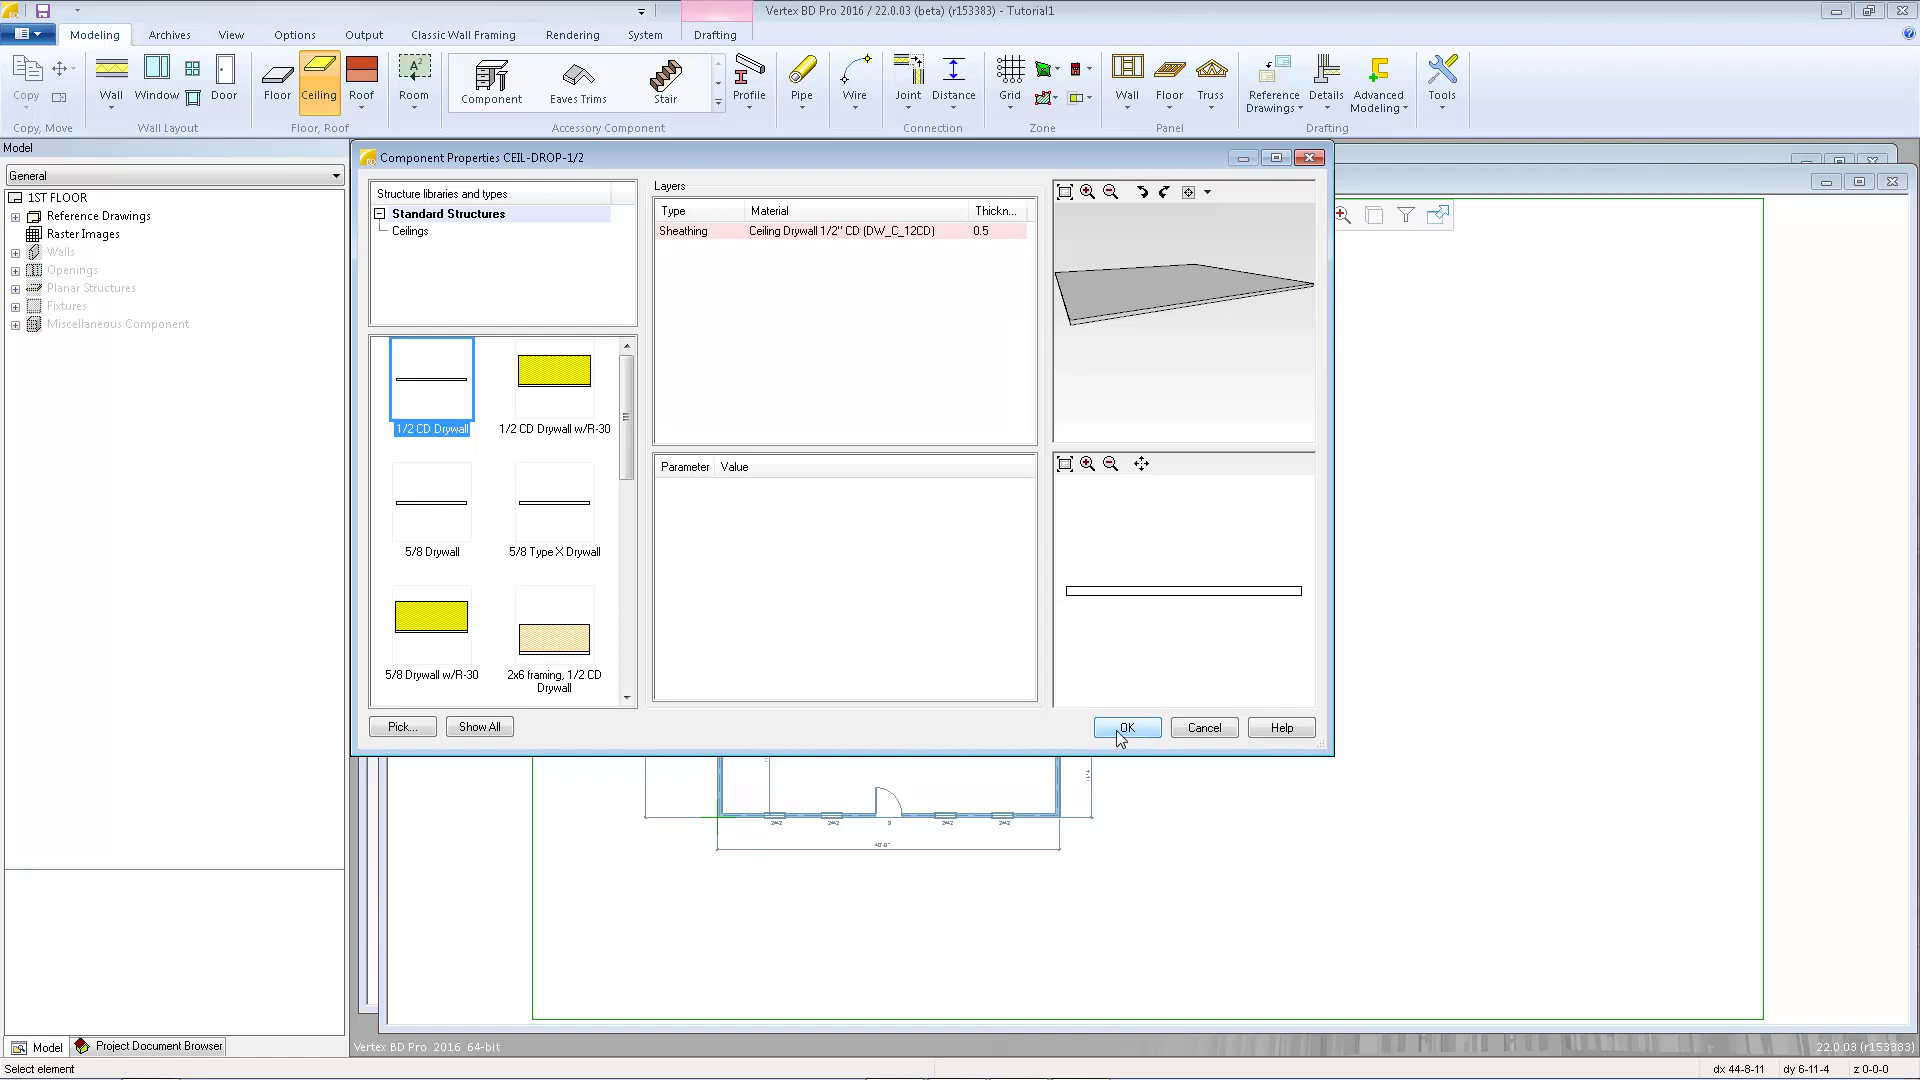 Vertex BD Pro 2016 / 22.0.03 (beta) (r153383) - Tutorial1
Modeling Archives View Options Output Classic Wall Framing Rendering System Drafting
Copy Wall Window Door Floor Ceiling Roof Room Component Eaves Trims Stair Profile Pipe Wire Joint Distance Grid Wall Floor Truss Reference Drawings Details Advanced Modeling Tools
Copy, Move Wall Layout Floor, Roof Accessory Component Connection Zone Panel Drafting
Model
General
1ST FLOOR
Reference Drawings
Raster Images
Walls
Openings
Planar Structures
Fixtures
Miscellaneous Component
Component Properties CEIL-DROP-1/2
Structure libraries and types
Standard Structures
Ceilings
1/2 CD Drywall 1/2 CD Drywall w/R-30
5/8 Drywall 5/8 Type X Drywall
5/8 Drywall w/R-30 2x6 framing, 1/2 CD
Drywall
Pick... Show All
Layers
Type Material Thickn...
Sheathing Ceiling Drywall 1/2" CD (DW_C_12CD) 0.5
Parameter Value
OK Cancel Help
40'-0"
Model Project Document Browser
Vertex BD Pro 2016 64-bit 22.0.03 (r153383)
Select element dx 44-8-11 dy 6-11-4 z 0-0-0